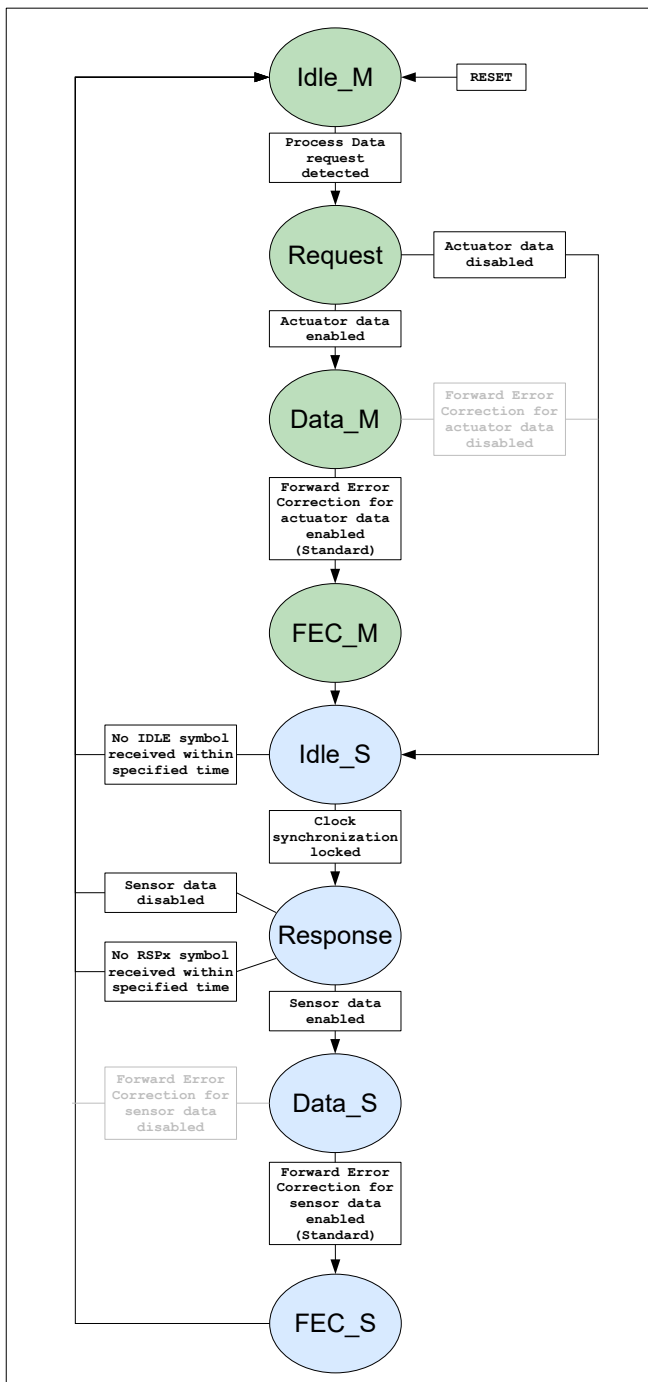 Idle_M
RESET
Process Data
request
detected
Request
Actuator data
disabled
Actuator data
enabled
Data_M
Forward Error
Correction for
actuator data
disabled
Forward Error
Correction for
actuator data
enabled
(Standard)
FEC_M
No IDLE symbol
received within
specified time
Idle_S
Clock
synchronization
locked
Sensor data
disabled
Response
No RSPx symbol
received within
specified time
Sensor data
enabled
Forward Error
Correction for
sensor data
disabled
Data_S
Forward Error
Correction for
sensor data
enabled
(Standard)
FEC_S